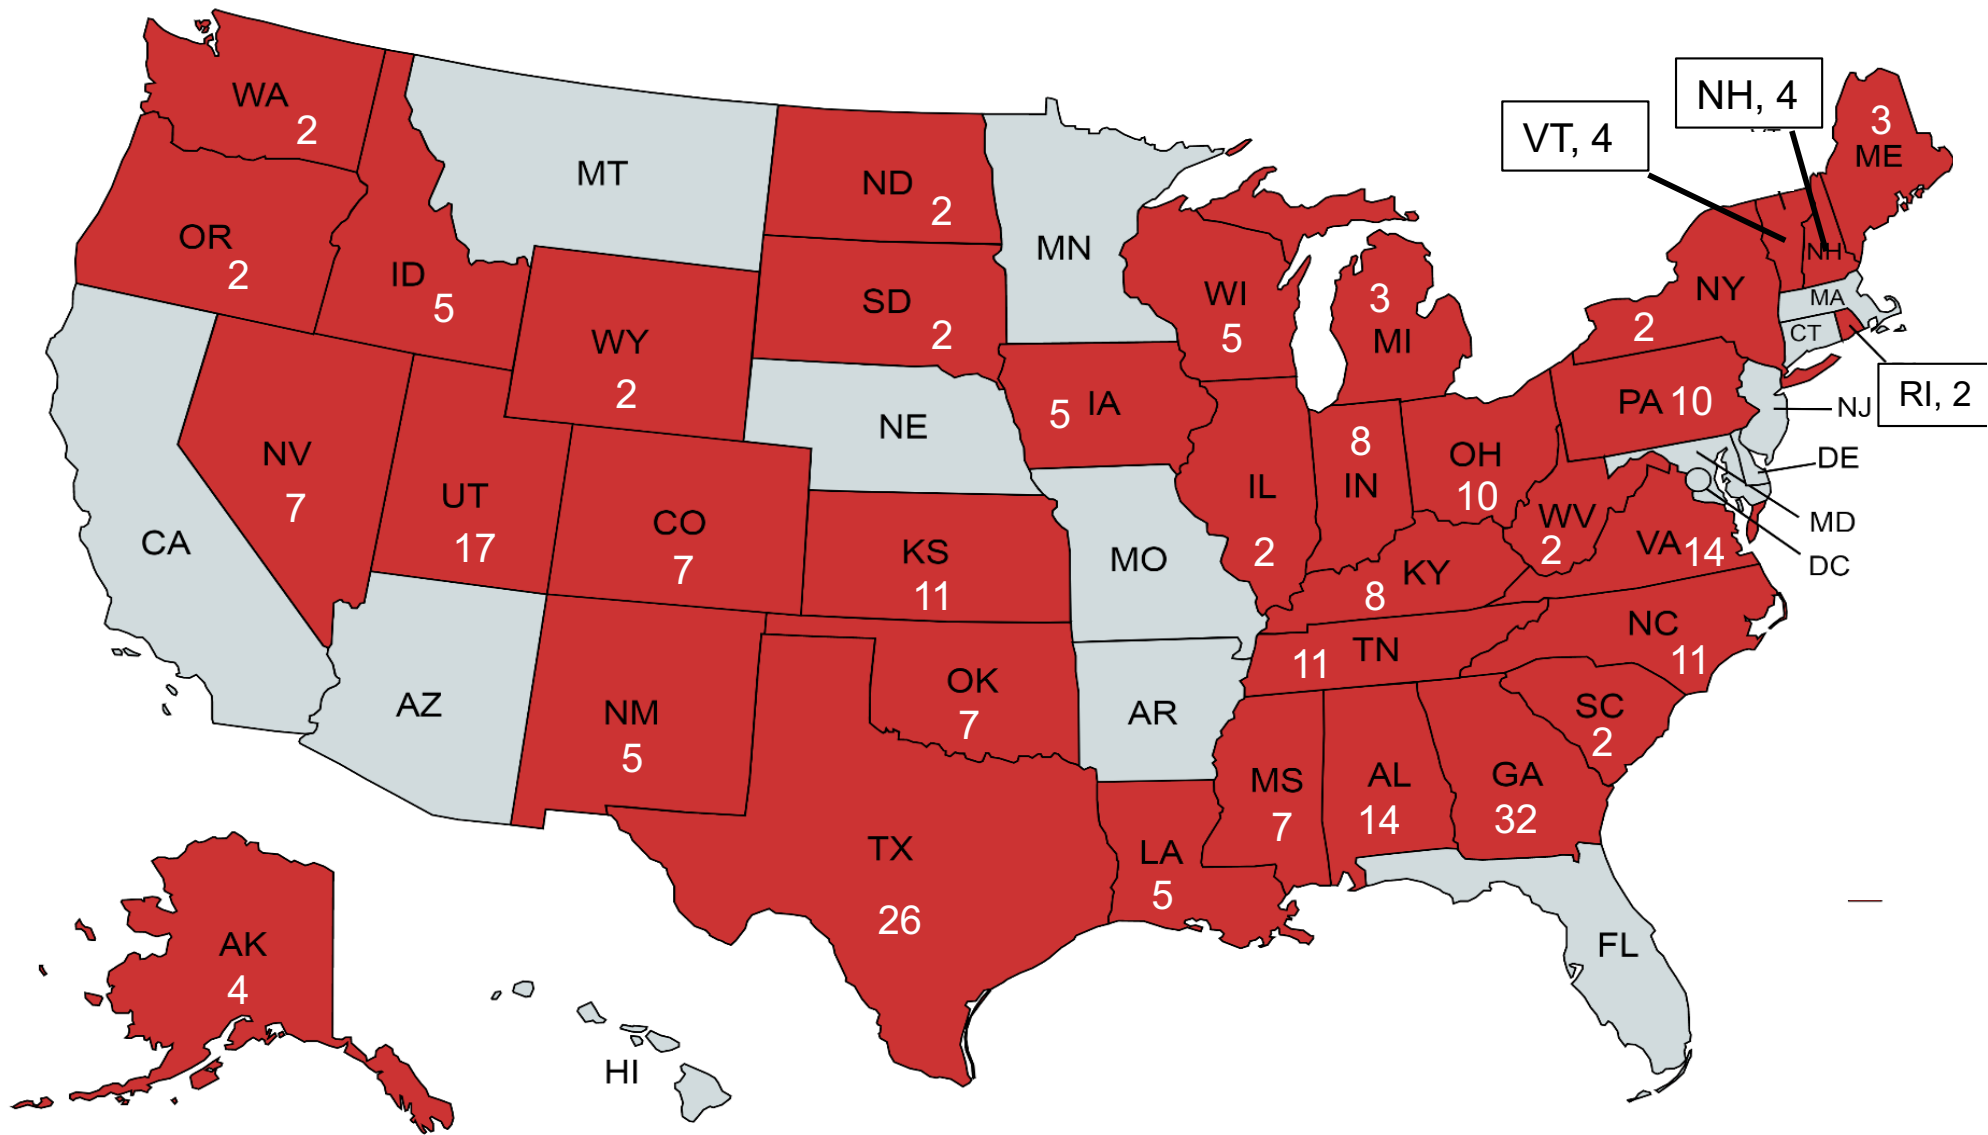 WA
2
OR
2
ID
5
MT
ND
2
SD
2
MN
WI
5
3
MI
VT, 4
NH, 4
3
ME
NH
NY
2
MA
CT
RI, 2
PA 10
NJ
DE
MD
DC
WY
2
NE
5 IA
NV
7
UT
17
CO
7
KS
11
MO
IL
2
8
IN
OH
10
WV
2
VA 14
KY
8
CA
AZ
NM
5
OK
7
AR
11 TN
NC
11
SC
2
MS
7
AL
14
GA
32
TX
26
LA
5
FL
AK
4
HI